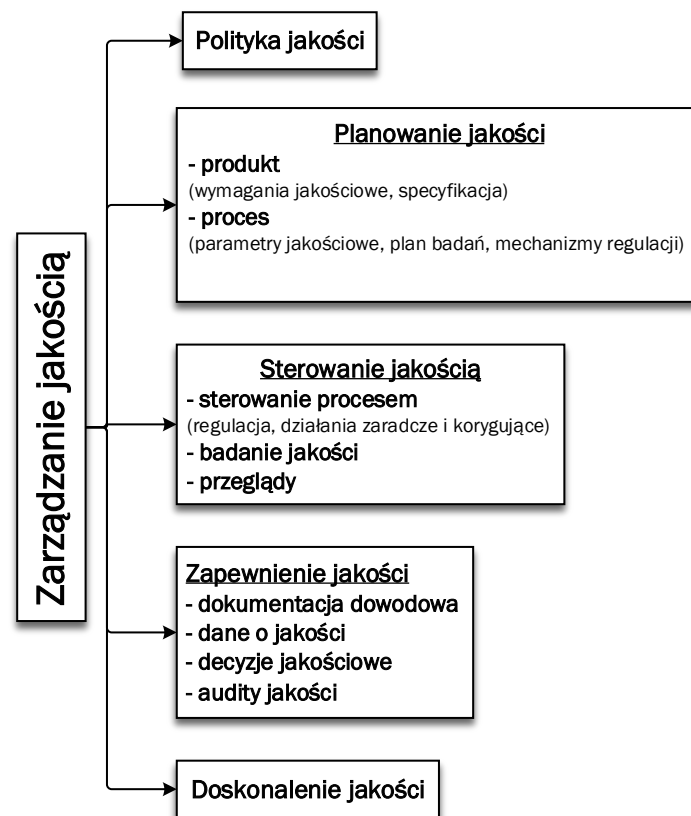 Zarządzanie jakością
Polityka jakości
Planowanie jakości
- produkt
(wymagania jakościowe, specyfikacja)
- proces
(parametry jakościowe, plan badań, mechanizmy regulacji)
Sterowanie jakością
- sterowanie procesem
(regulacja, działania zaradcze i korygujące)
- badanie jakości
- przeglądy
Zapewnienie jakości
- dokumentacja dowodowa
- dane o jakości
- decyzje jakościowe
- audity jakości
Doskonalenie jakości